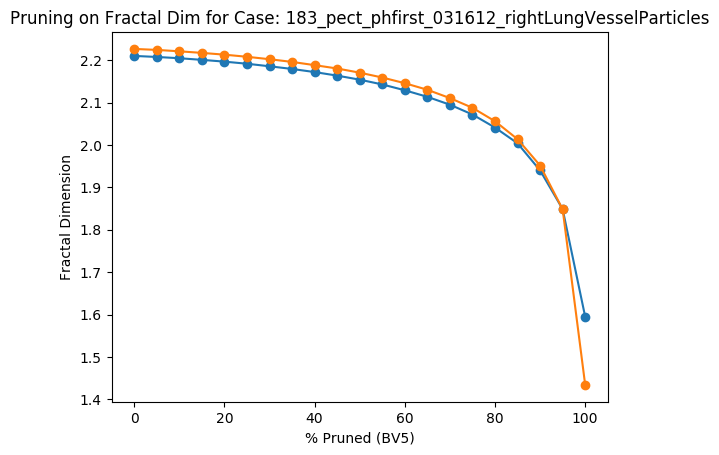 Pruning on Fractal Dim for Case: 183_pect_phfirst_031612_rightLungVesselParticles
2.2
2.1
2.0
1.9
1.8
1.7
1.6
1.5
1.4
Fractal Dimension
0 20 40 60 80 100
% Pruned (BV5)